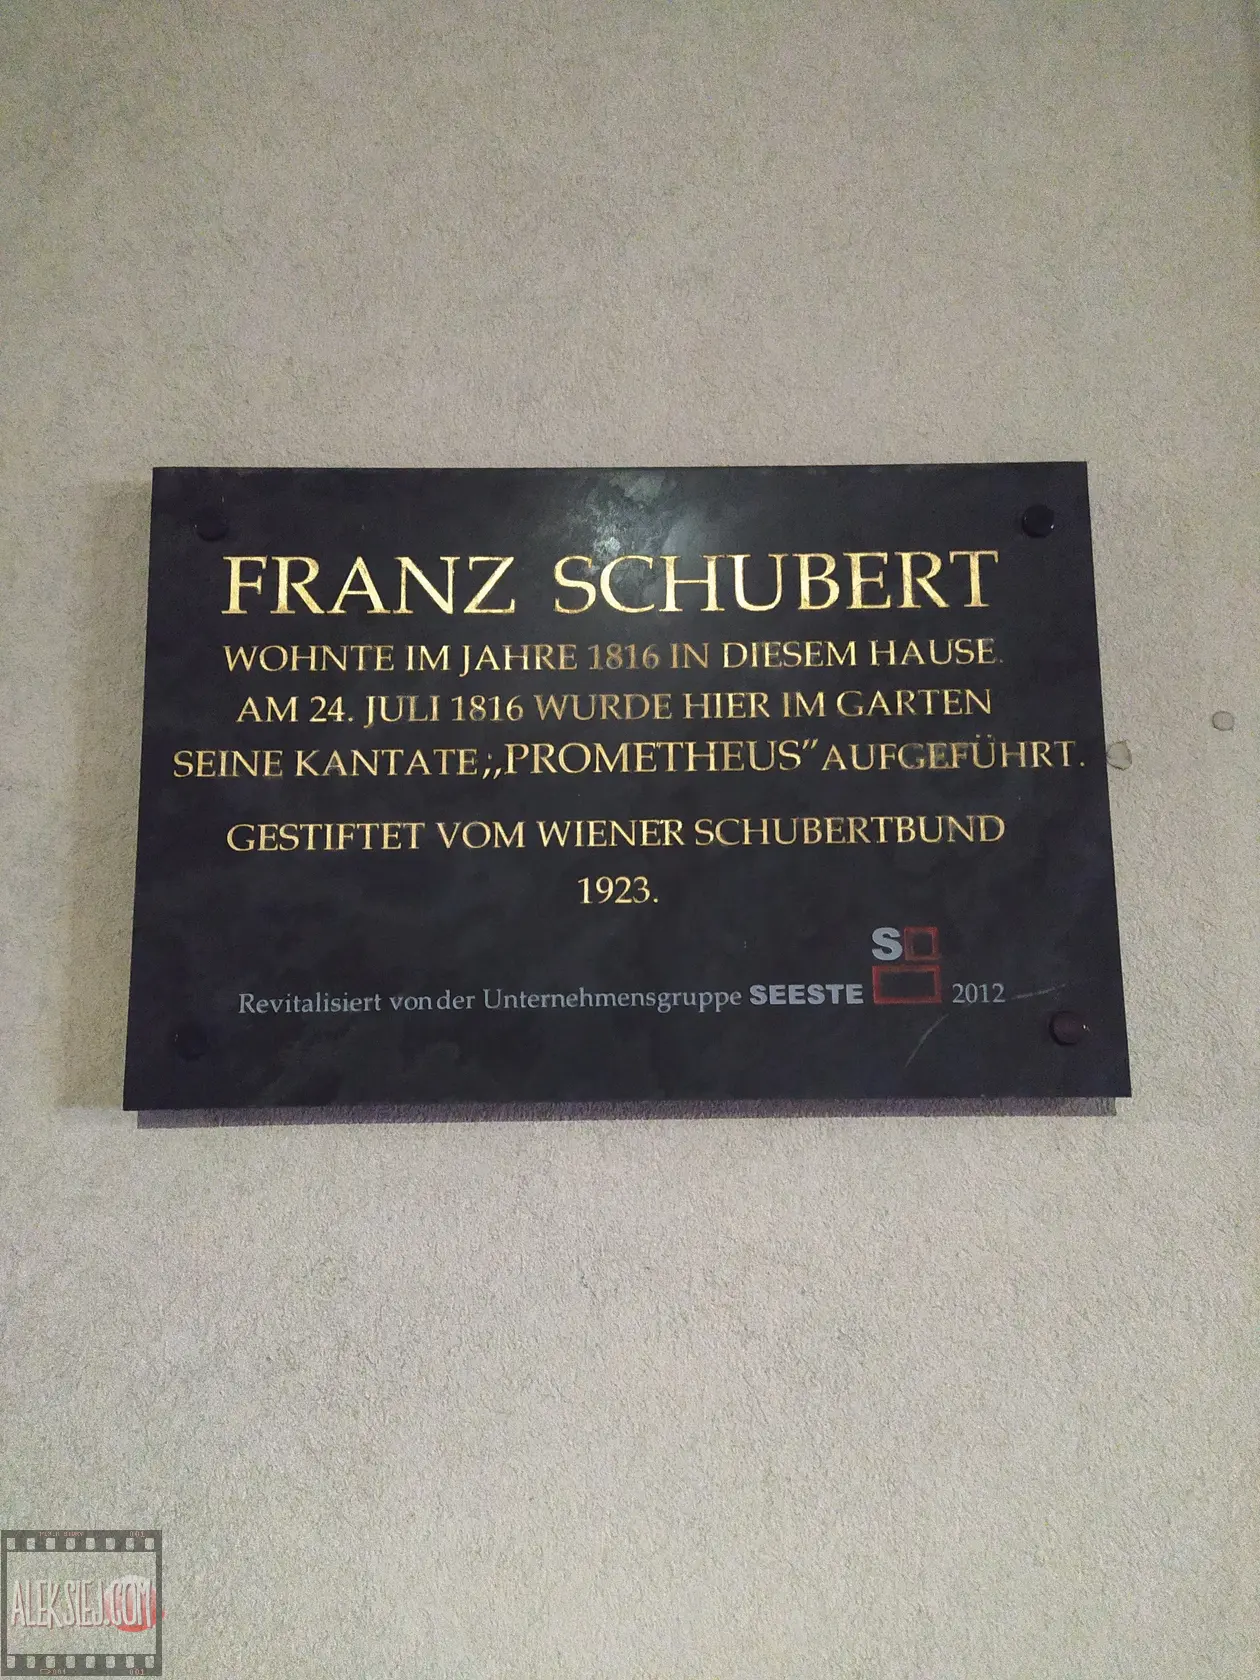 FRANZ SCHUBERT
WOHNTE IM JAHRE 1816 IN DIESEM HAUSE.
AM 24. JULI 1816 WURDE HIER IM GARTEN
SEINE KANTATE;„PROMETHEUS” AUFGEFÜHRT.
GESTIFTET VOM WIENER SCHUBERTBUND
1923.
S
Revitalisiert von der Unternehmensgruppe SEESTE 2012
ALEKSIEJ.COM